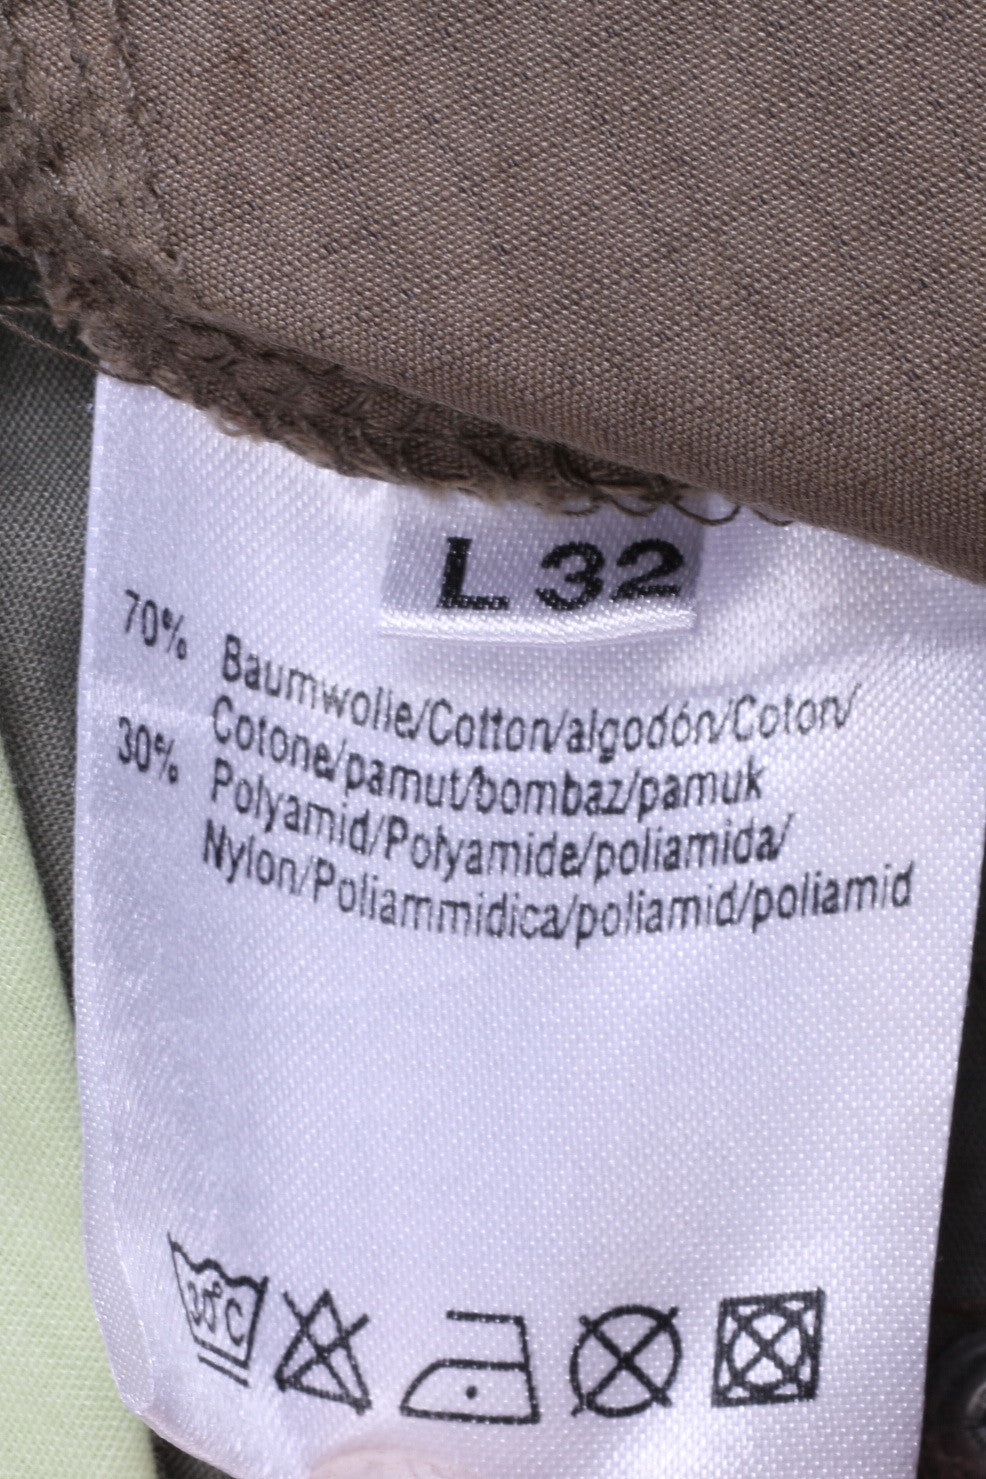 L 32
70% Baumwolle/Cotton/algodón/Coton/
Cotone/pamut/bombaz/pamuk
30% Polyamid/Polyamide/poliamida/
Nylon/Poliammidica/poliamid/poliamid
30°C